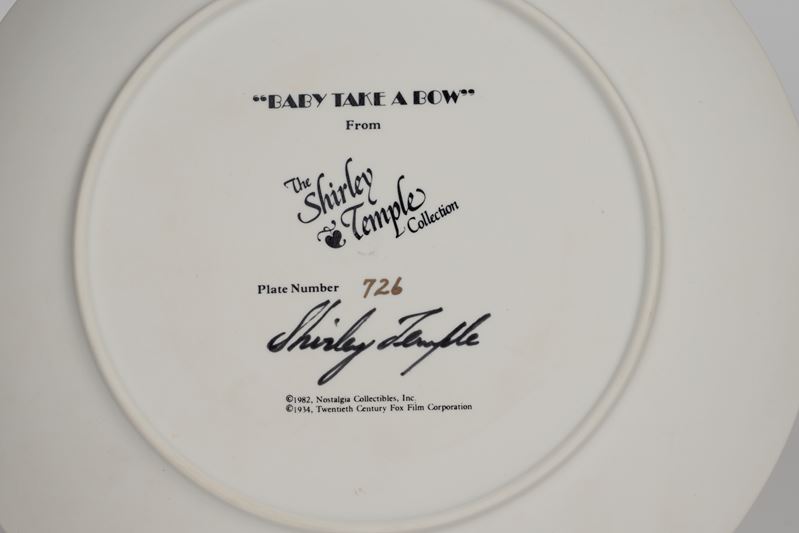 “BABY TAKE A BOW”
From
The
Shirley
Temple
Collection
Plate Number 726
Shirley Temple
©1982, Nostalgia Collectibles, Inc.
©1934, Twentieth Century Fox Film Corporation